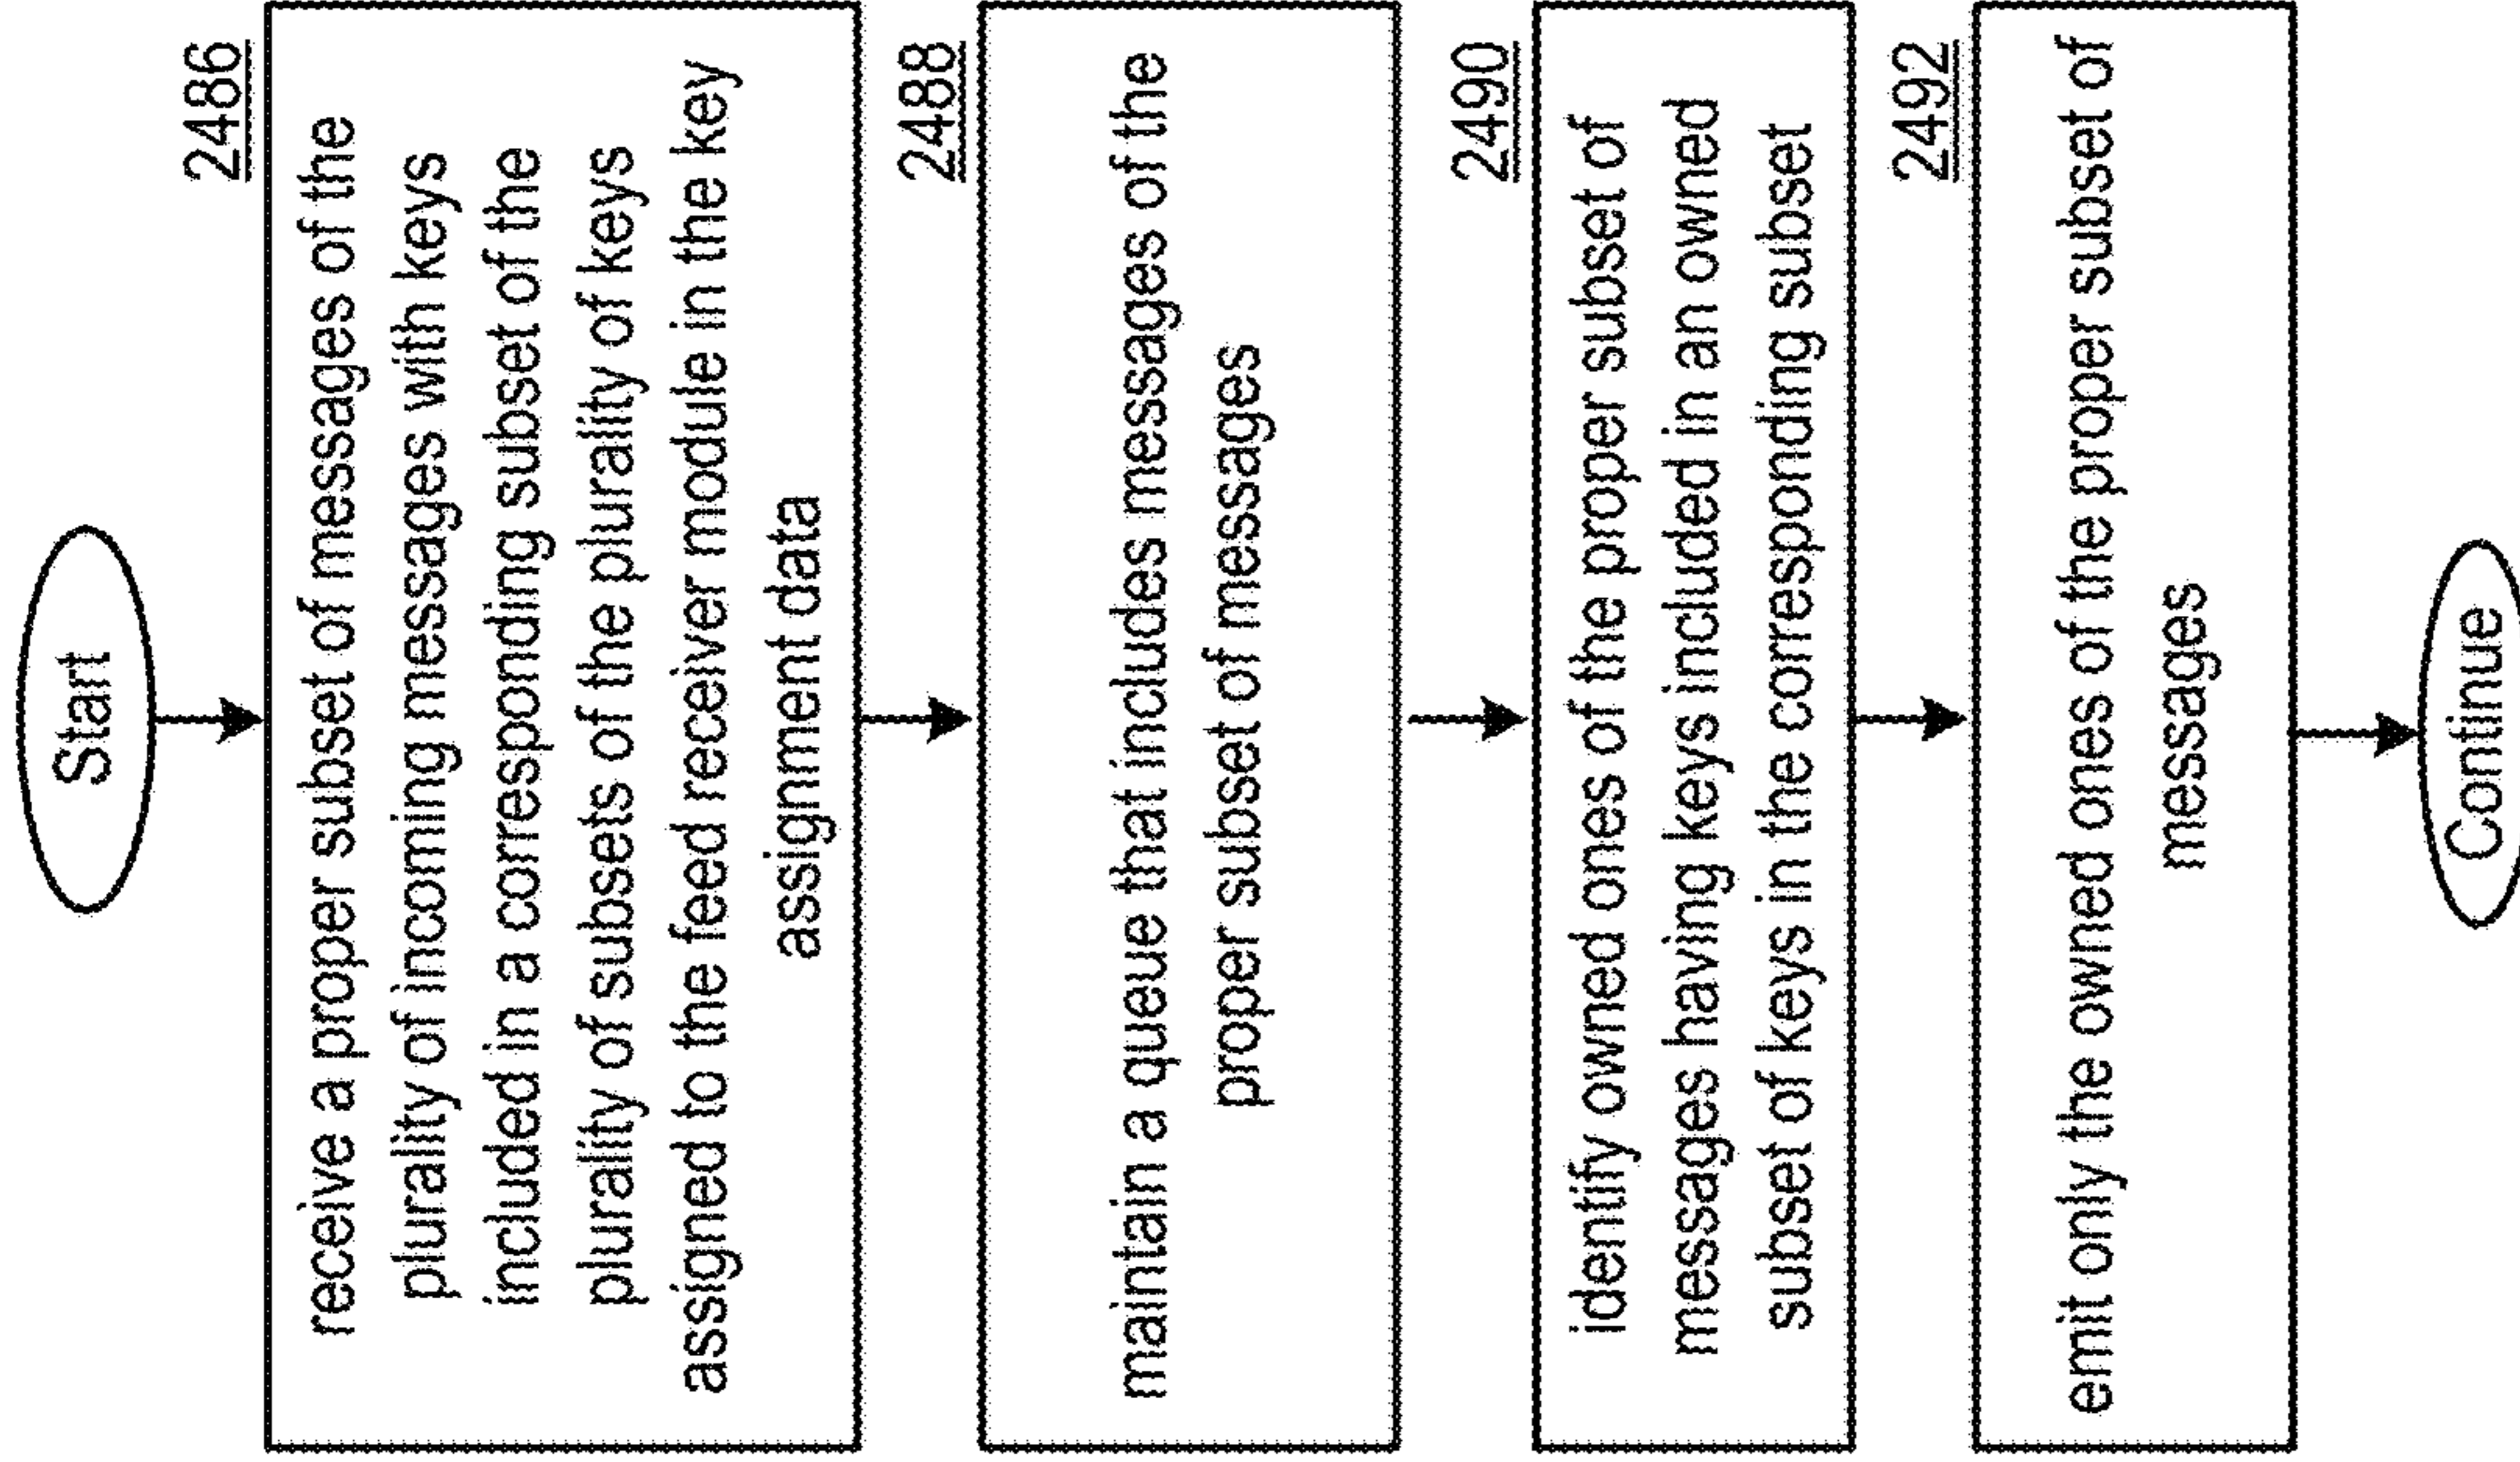 Start
2486
receive a proper subset of messages of the
plurality of incoming messages with keys
included in a corresponding subset of the
plurality of subsets of the plurality of keys
assigned to the feed receiver module in the key
assignment data
2488
maintain a queue that includes messages of the
proper subset of messages
2490
identify owned ones of the proper subset of
messages having keys included in an owned
subset of keys in the corresponding subset
2492
emit only the owned ones of the proper subset of
messages
Continue